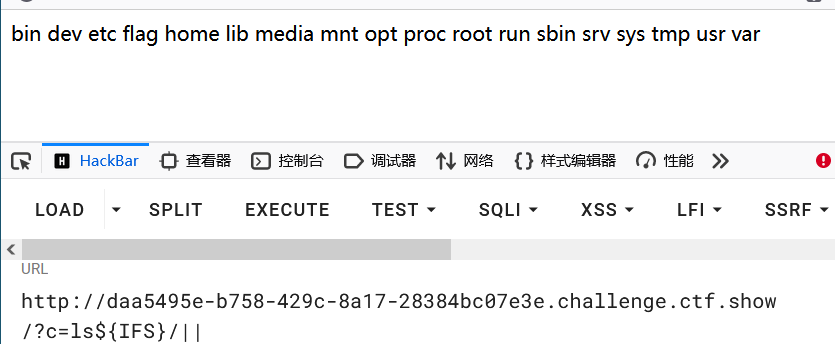 bin dev etc flag home lib media mnt opt proc root run sbin srv sys tmp usr var
HackBar 查看器 控制台 调试器 网络 样式编辑器 性能
LOAD SPLIT EXECUTE TEST SQLI XSS LFI SSRF
URL
http://daa5495e-b758-429c-8a17-28384bc07e3e.challenge.ctf.show
/?c=ls${IFS}/||